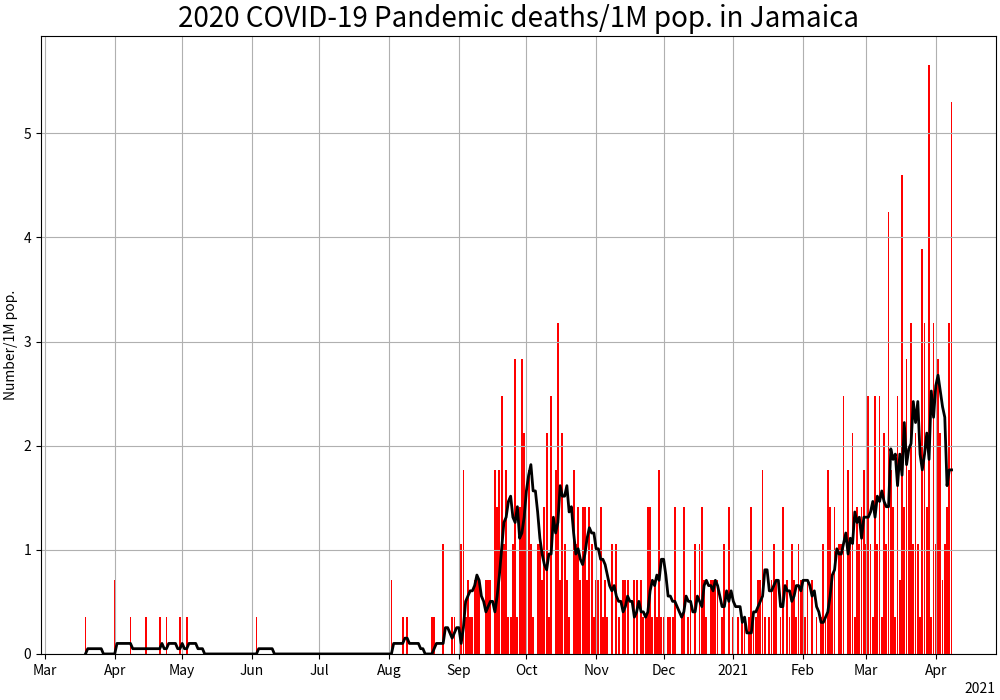 2020 COVID-19 Pandemic deaths/1M pop. in Jamaica
Number/1M pop.
5
4
3
2
1
0
Mar Apr May Jun Jul Aug Sep Oct Nov Dec 2021 Feb Mar Apr
2021